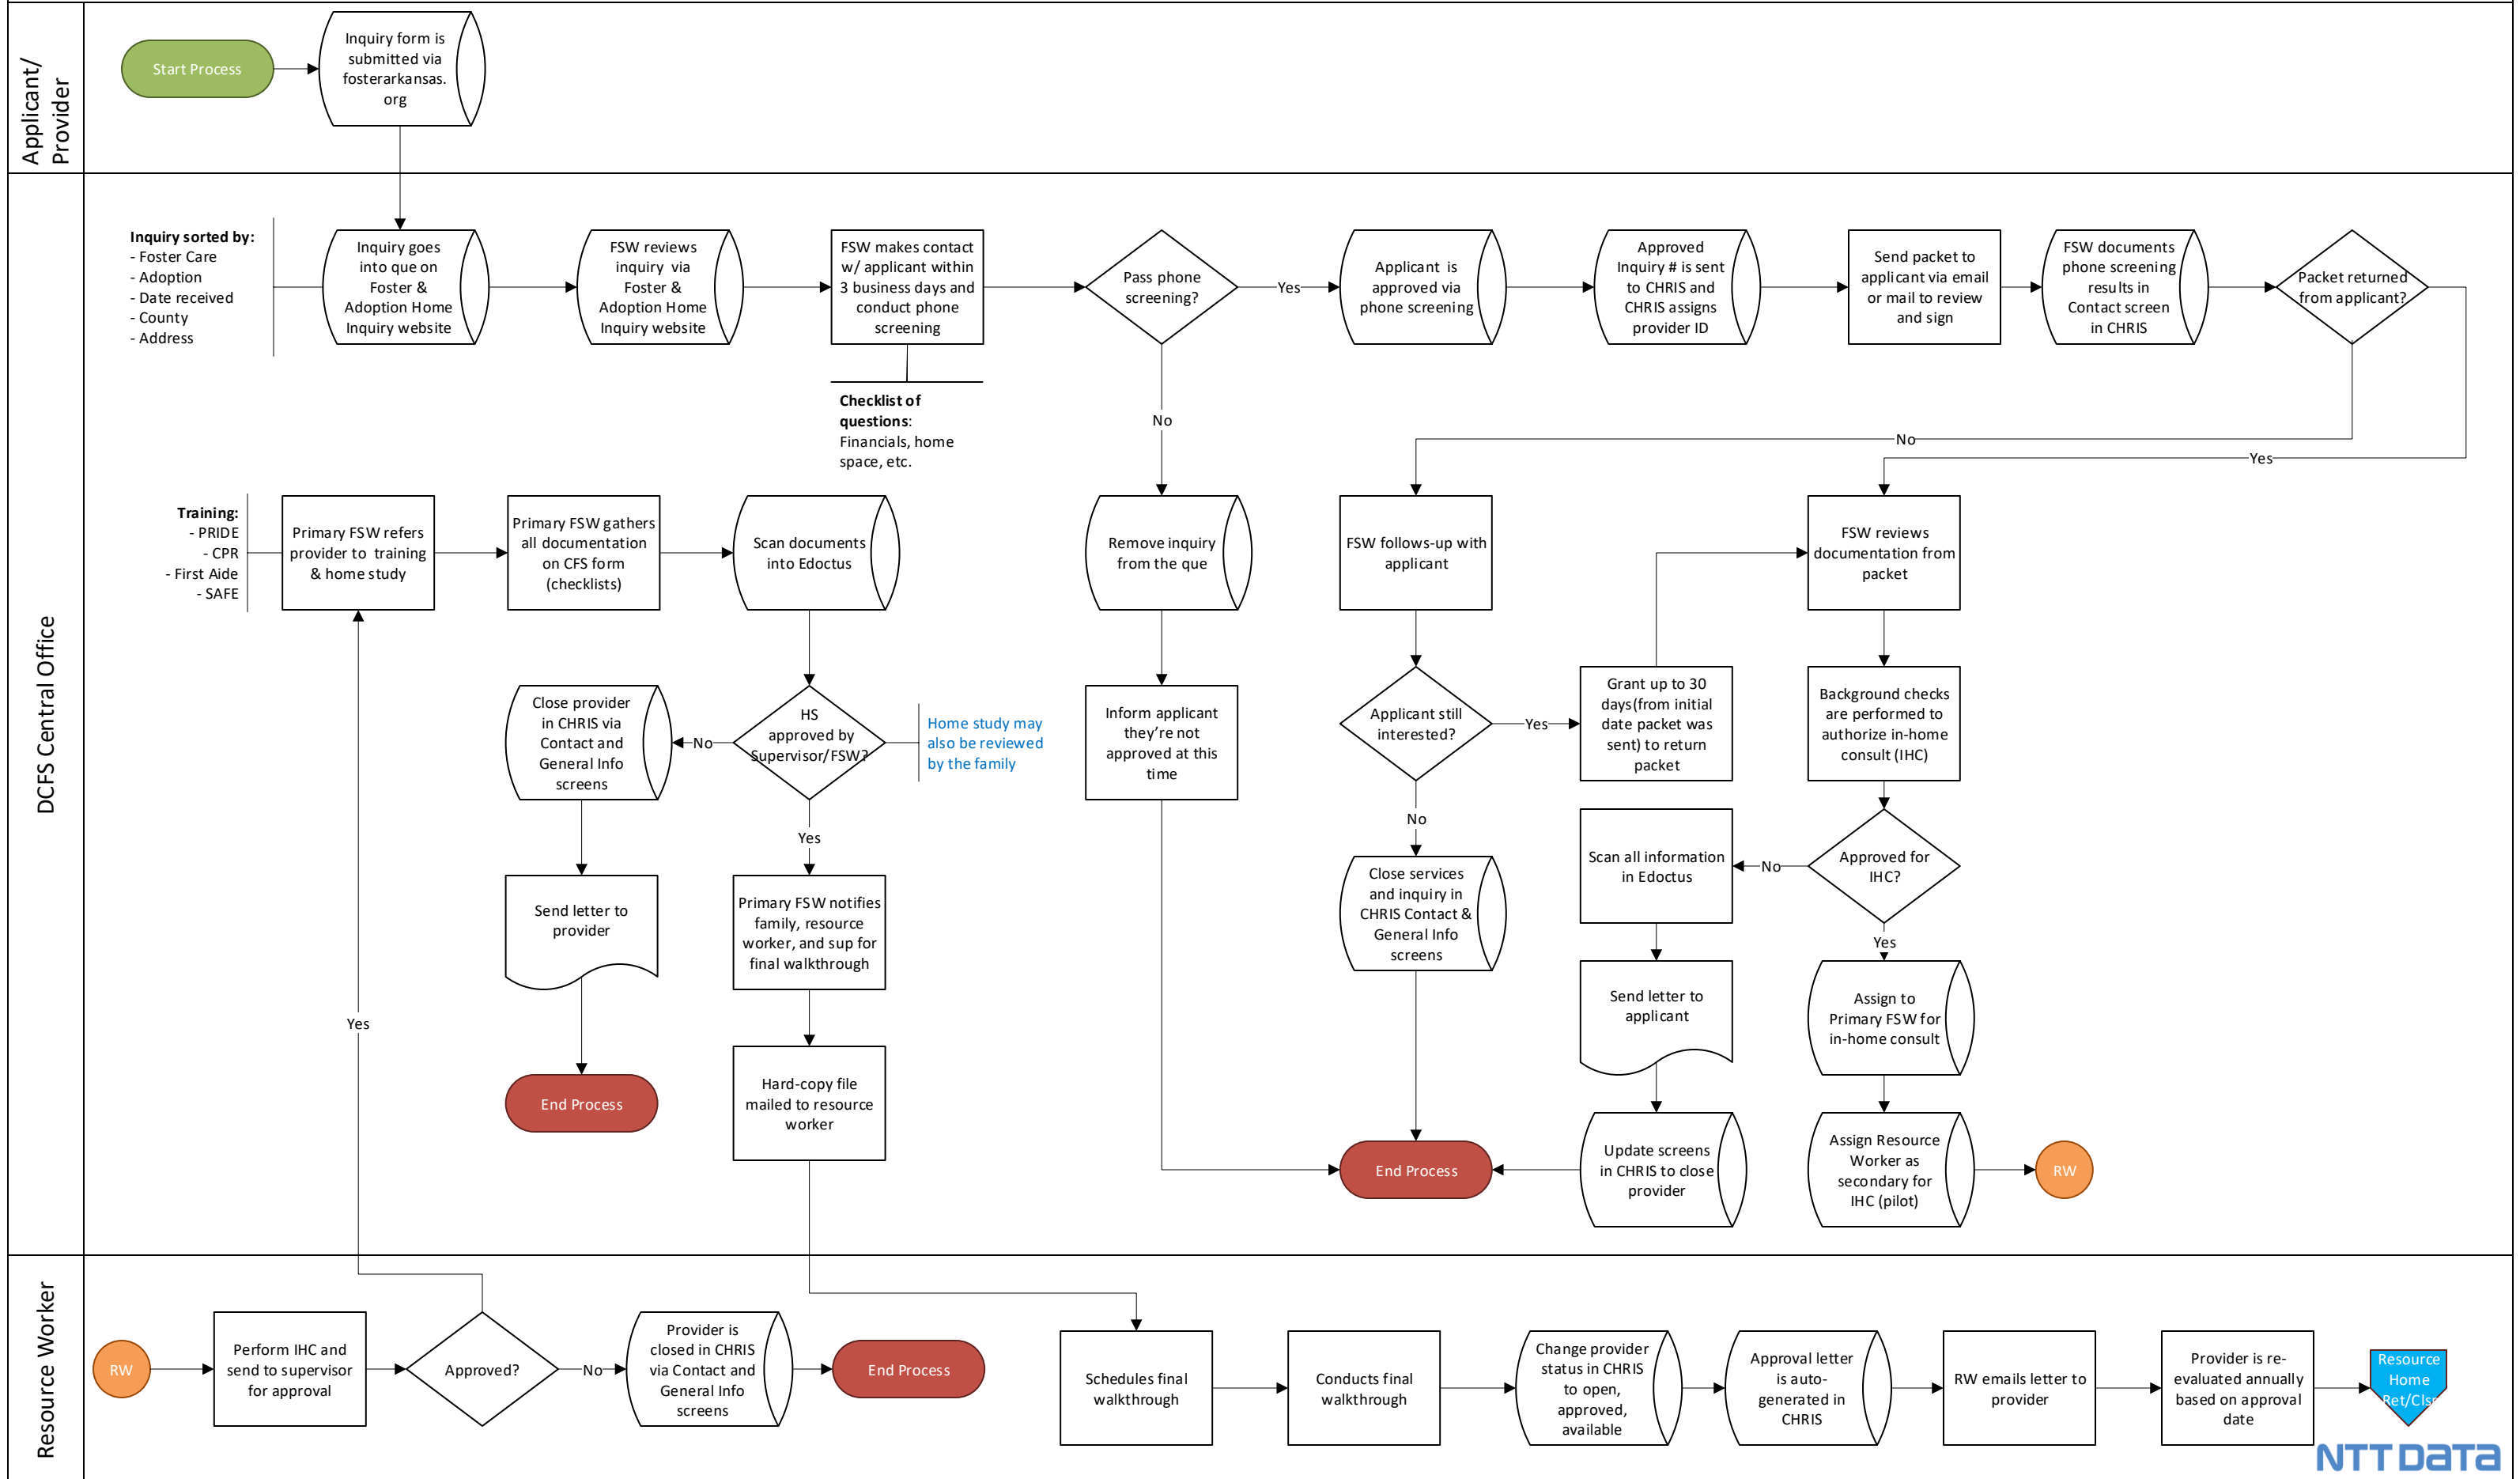 Applicant/
Provider
Start Process
Inquiry form is
submitted via
fosterarkansas.
org
DCFS Central Office
Inquiry sorted by:
- Foster Care
- Adoption
- Date received
- County
- Address
Inquiry goes
into que on
Foster &
Adoption Home
Inquiry website
FSW reviews
inquiry via
Foster &
Adoption Home
Inquiry website
FSW makes contact
w/ applicant within
3 business days and
conduct phone
screening
Checklist of
questions:
Financials, home
space, etc.
Pass phone
screening?
Yes
No
Applicant is
approved via
phone screening
Approved
Inquiry # is sent
to CHRIS and
CHRIS assigns
provider ID
Send packet to
applicant via email
or mail to review
and sign
FSW documents
phone screening
results in
Contact screen
in CHRIS
Packet returned
from applicant?
No
Yes
Training:
- PRIDE
- CPR
- First Aide
- SAFE
Primary FSW refers
provider to training
& home study
Primary FSW gathers
all documentation
on CFS form
(checklists)
Scan documents
into Edoctus
Remove inquiry
from the que
FSW follows-up with
applicant
FSW reviews
documentation from
packet
Close provider
in CHRIS via
Contact and
General Info
screens
No
HS
approved by
Supervisor/FSW?
Home study may
also be reviewed
by the family
Yes
Inform applicant
they're not
approved at this
time
Applicant still
interested?
Yes
No
Grant up to 30
days(from initial
date packet was
sent) to return
packet
Background checks
are performed to
authorize in-home
consult (IHC)
Send letter to
provider
Primary FSW notifies
family, resource
worker, and sup for
final walkthrough
Close services
and inquiry in
CHRIS Contact &
General Info
screens
Scan all information
in Edoctus
No
Approved for
IHC?
Yes
Yes
End Process
Hard-copy file
mailed to resource
worker
Send letter to
applicant
Assign to
Primary FSW for
in-home consult
End Process
Update screens
in CHRIS to close
provider
Assign Resource
Worker as
secondary for
IHC (pilot)
RW
Resource Worker
RW
Perform IHC and
send to supervisor
for approval
Approved?
No
Provider is
closed in CHRIS
via Contact and
General Info
screens
End Process
Schedules final
walkthrough
Conducts final
walkthrough
Change provider
status in CHRIS
to open,
approved,
available
Approval letter
is auto-
generated in
CHRIS
RW emails letter to
provider
Provider is re-
evaluated annually
based on approval
date
Resource
Home
Ret/Clsr
NTT DATA